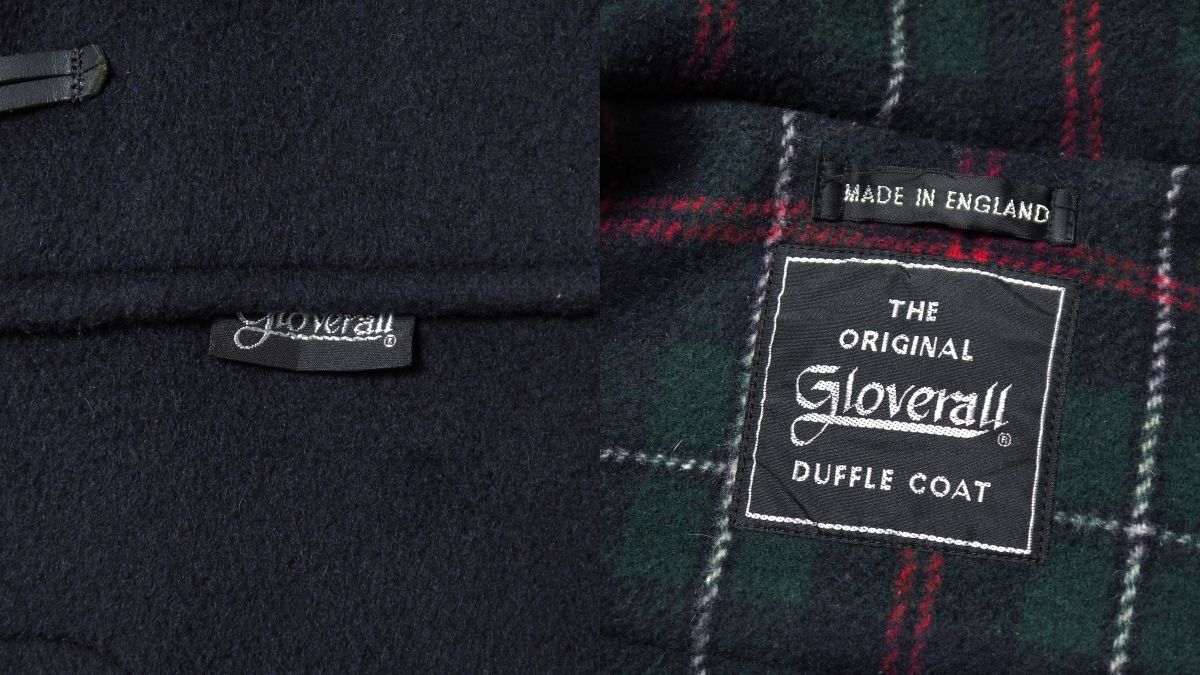 Gloverall®
MADE IN ENGLAND
THE
ORIGINAL
Gloverall®
DUFFLE COAT